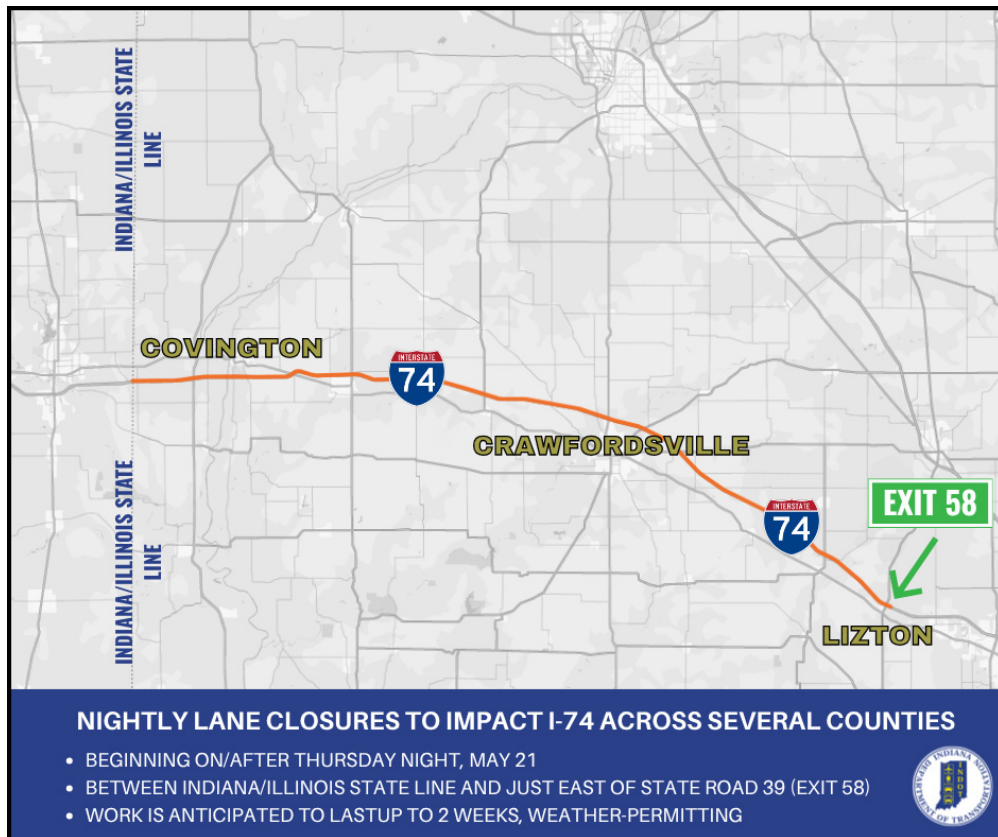 INDIANA/ILLINOIS STATE
LINE
COVINGTON
INTERSTATE
74
CRAWFORDSVILLE
INDIANA/ILLINOIS STATE
LINE
INTERSTATE
74
EXIT 58
LIZTON
NIGHTLY LANE CLOSURES TO IMPACT I-74 ACROSS SEVERAL COUNTIES
• BEGINNING ON/AFTER THURSDAY NIGHT, MAY 21
• BETWEEN INDIANA/ILLINOIS STATE LINE AND JUST EAST OF STATE ROAD 39 (EXIT 58)
• WORK IS ANTICIPATED TO LASTUP TO 2 WEEKS, WEATHER-PERMITTING
INDIANA
DEPARTMENT OF TRANSPORTATION
INDOT